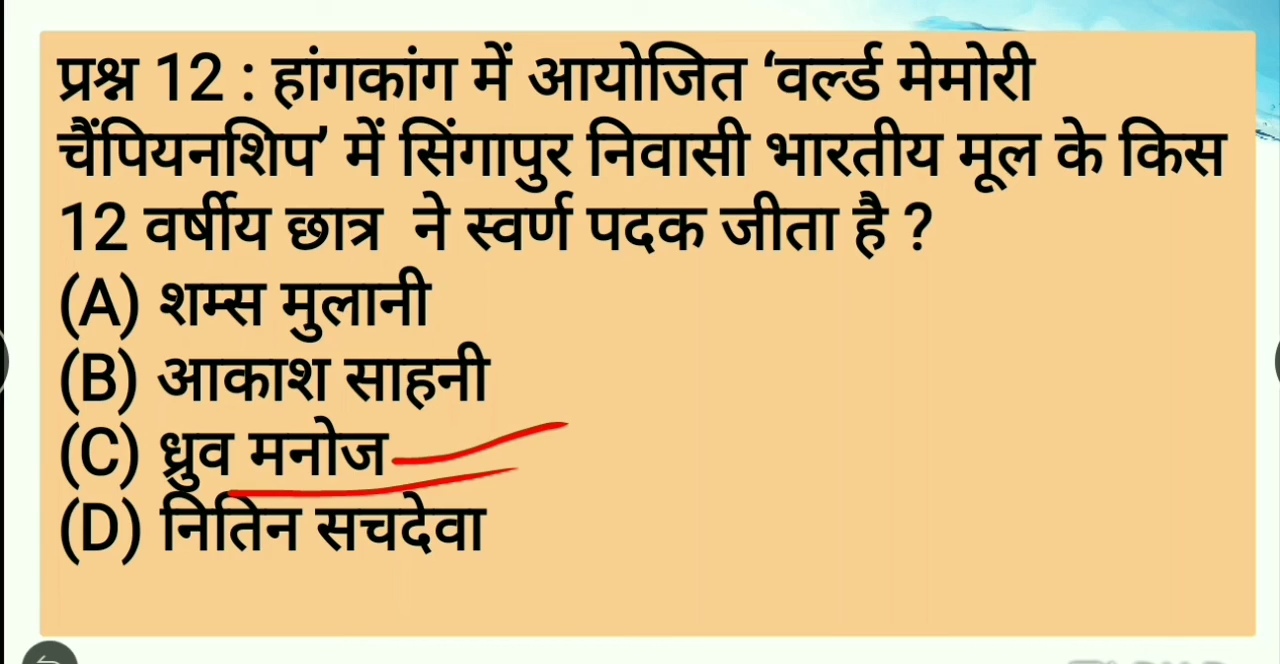 प्रश्न 12 : हांगकांग में आयोजित ‘वर्ल्ड मेमोरी
चैंपियनशिप’ में सिंगापुर निवासी भारतीय मूल के किस
12 वर्षीय छात्र ने स्वर्ण पदक जीता है ?
(A) शम्स मुलानी
(B) आकाश साहनी
(C) ध्रुव मनोज
(D) नितिन सचदेवा